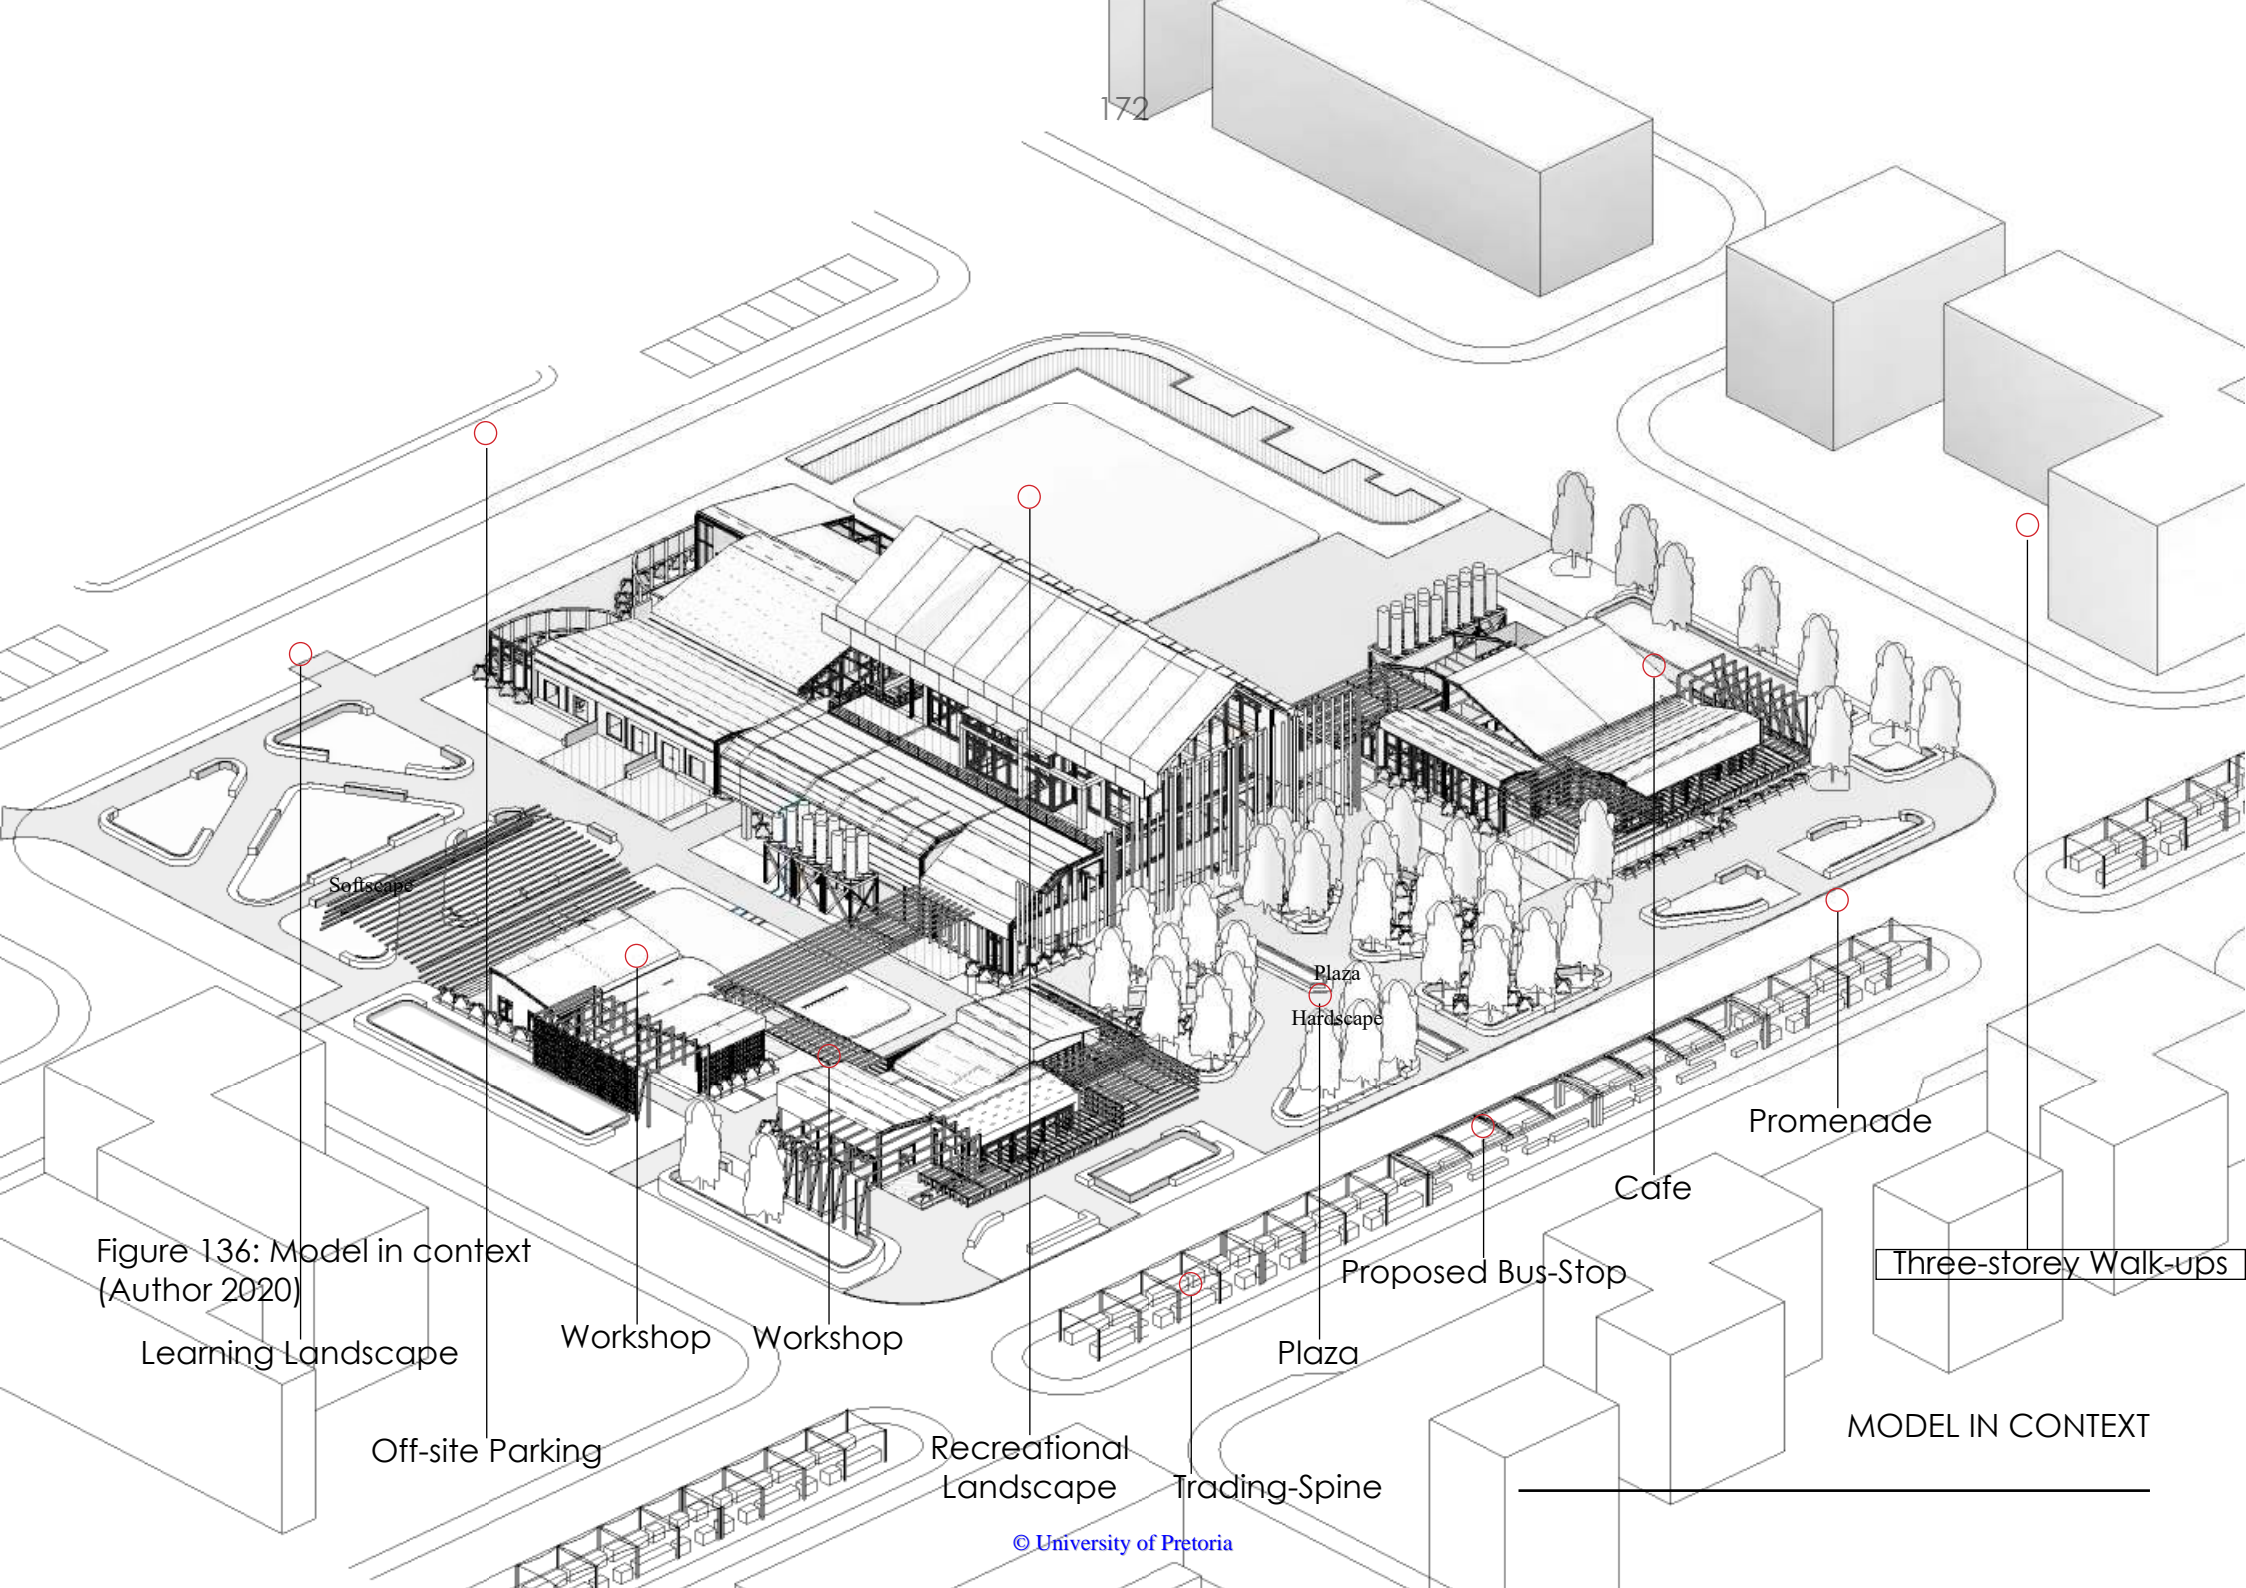 172
Softscape
Plaza
Hardscape
Promenade
Cafe
Figure 136: Model in context
(Author 2020)
Proposed Bus-Stop
Three-storey Walk-ups
Learning Landscape
Workshop
Workshop
Plaza
MODEL IN CONTEXT
Off-site Parking
Recreational
Landscape
Trading-Spine
© University of Pretoria